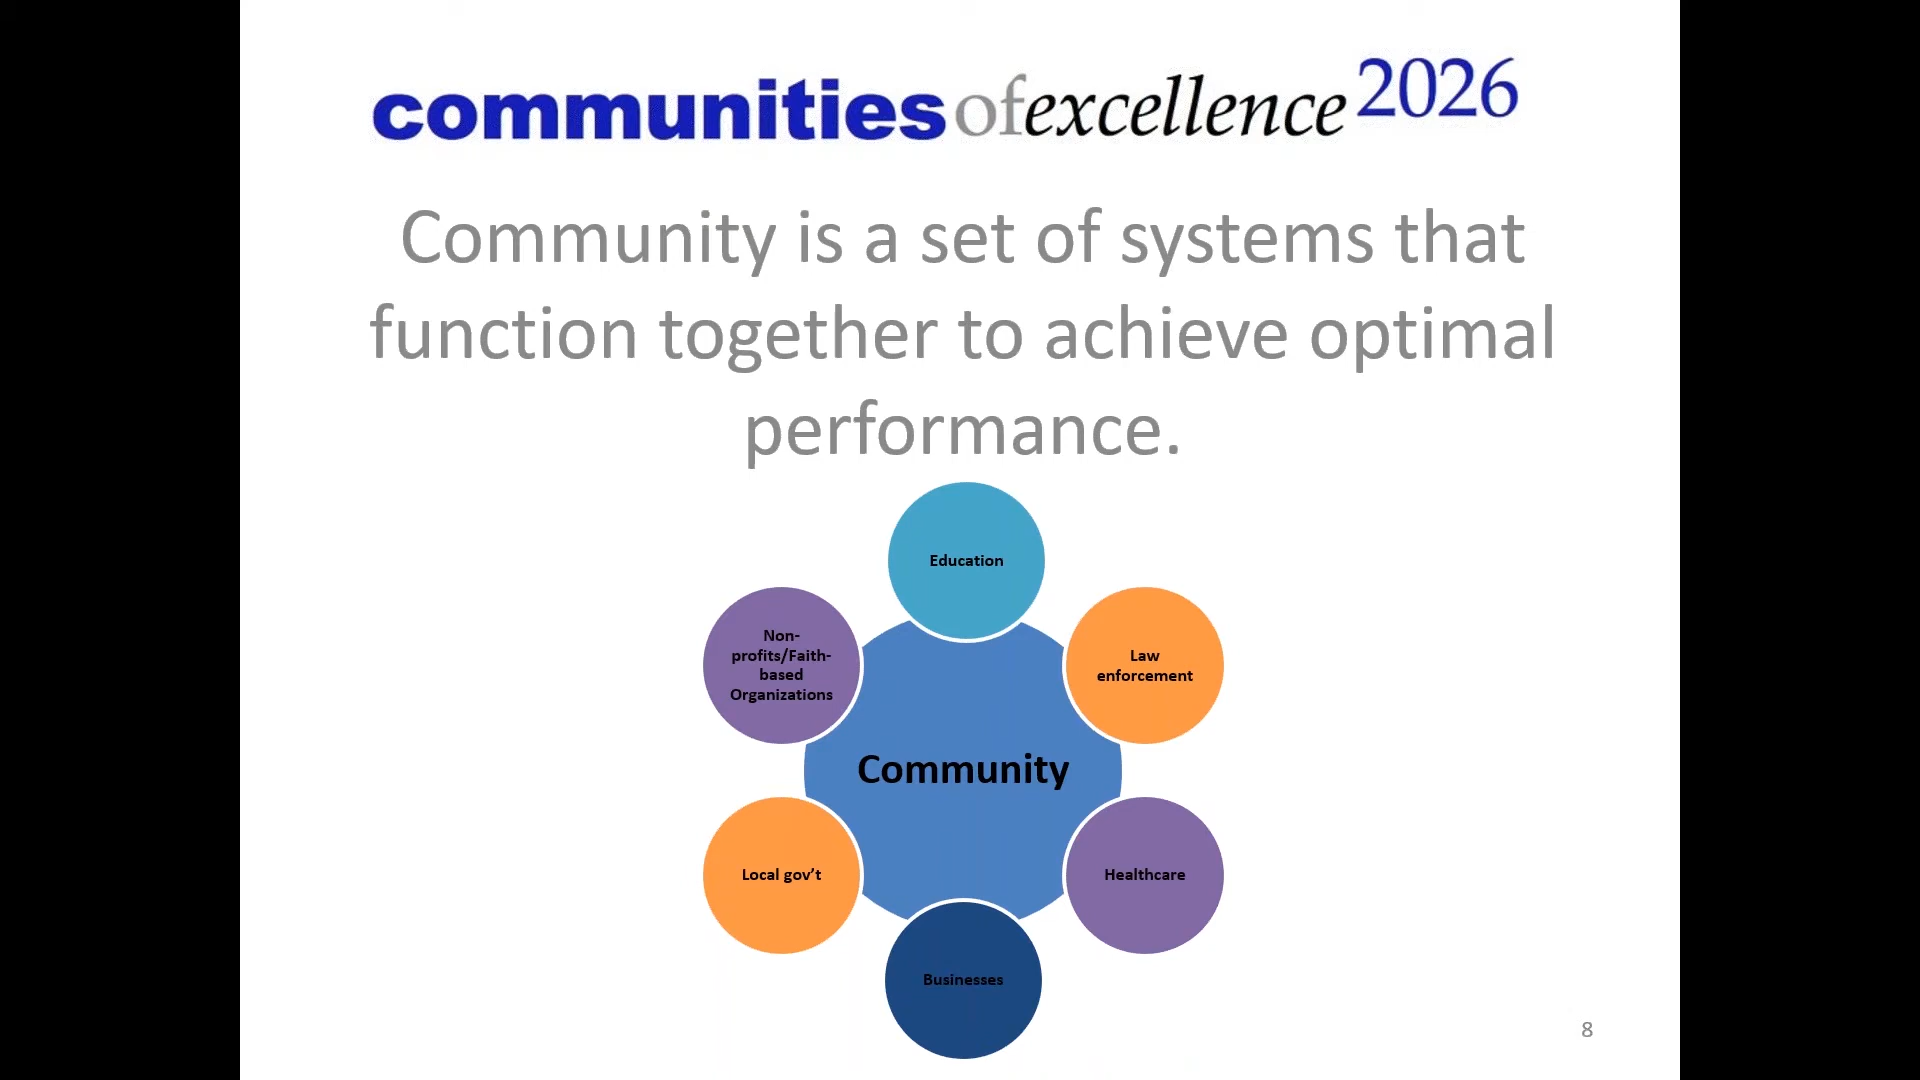 communities of excellence 2026
Community is a set of systems that
function together to achieve optimal
performance.
Education
Non-
profits/Faith-
based
Organizations
Law
enforcement
Community
Local gov’t
Healthcare
Businesses
8